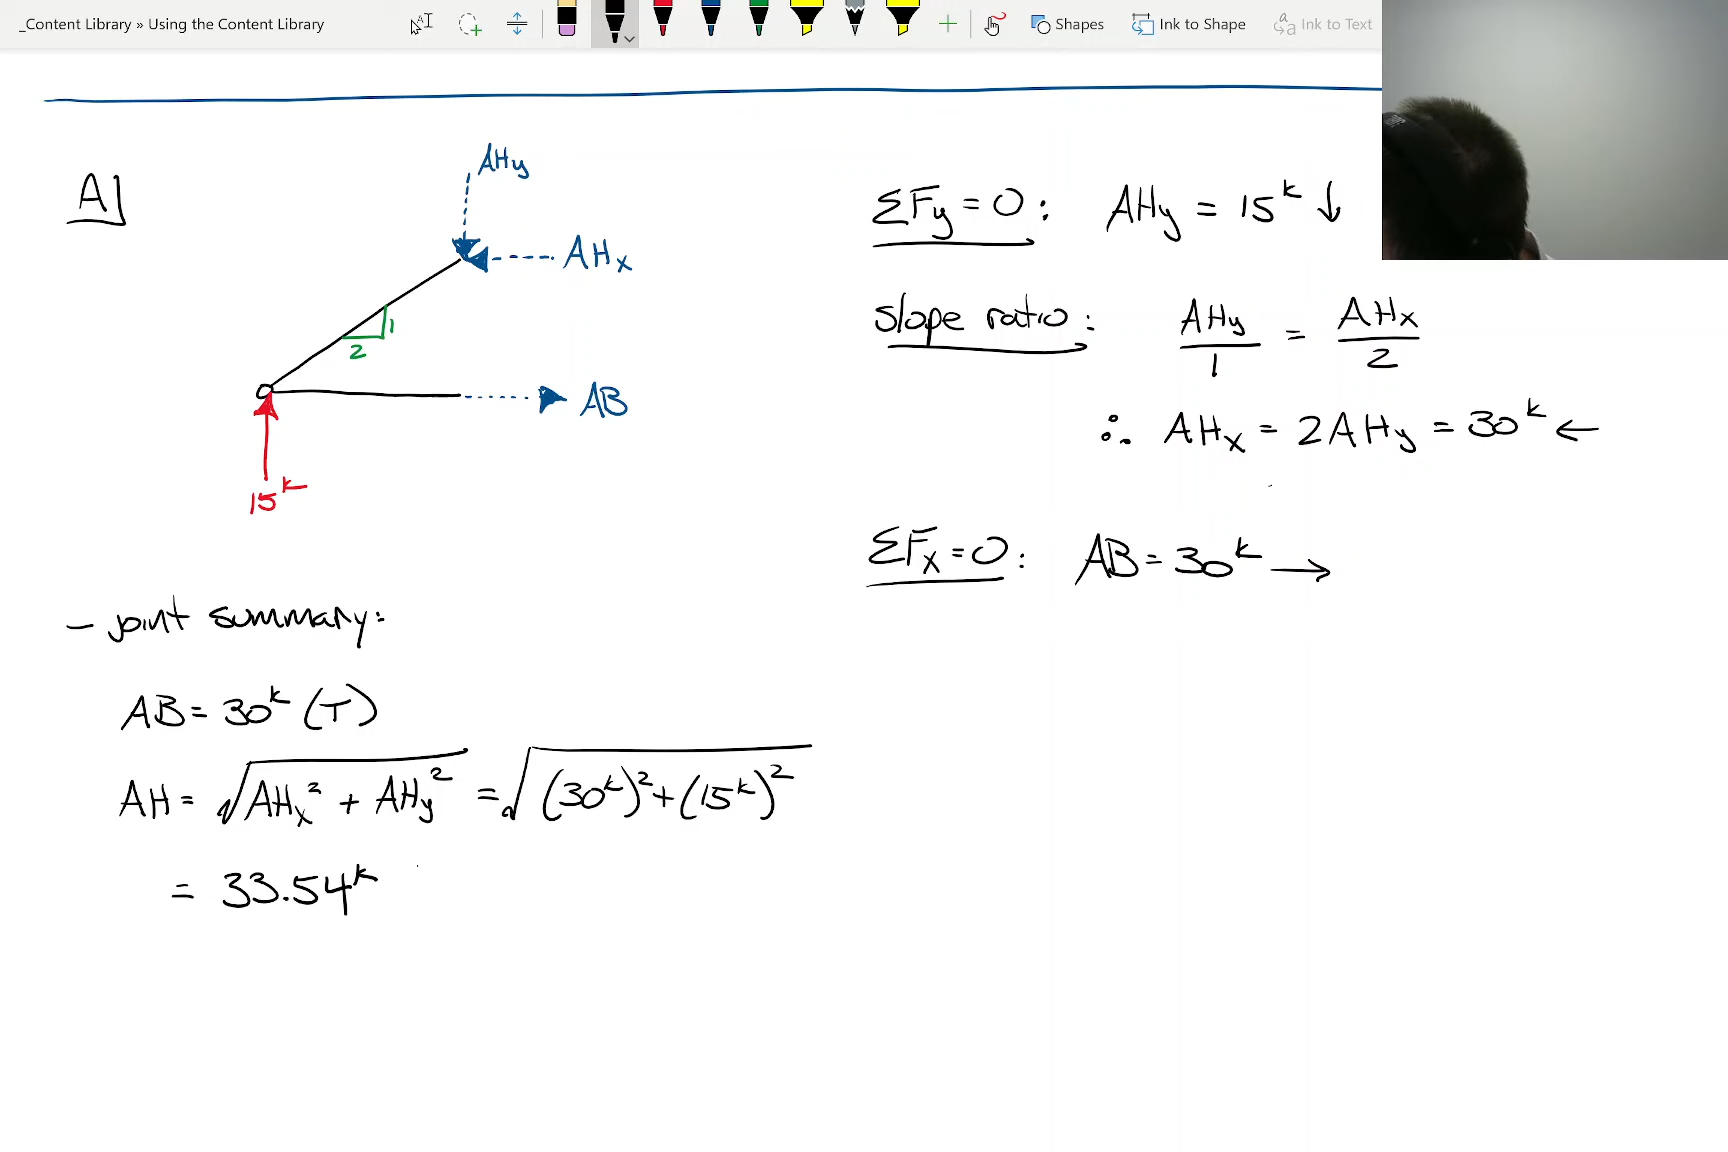 _Content Library » Using the Content Library
Shapes
Ink to Shape
Ink to Text
A]
AHy
AHx
1
2
AB
15ᵏ
ΣFy = 0 : AHy = 15ᵏ ↓
slope ratio : AHy/1 = AHx/2
∴ AHx = 2AHy = 30ᵏ ←
ΣFx = 0 : AB = 30ᵏ →
- joint summary:
AB = 30ᵏ (T)
AH = √(AHx² + AHy²) = √((30ᵏ)² + (15ᵏ)²)
= 33.54ᵏ